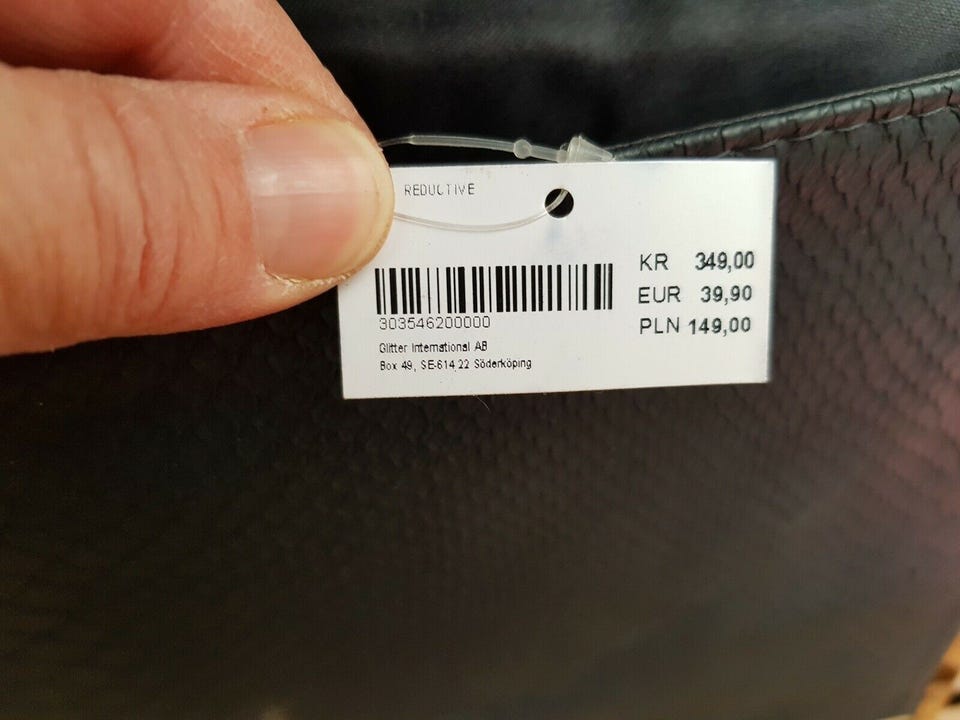 REDUCTIVE
KR 349,00
EUR 39,90
PLN 149,00
303546200000
Glitter International AB
Box 49, SE-614 22 Söderköping